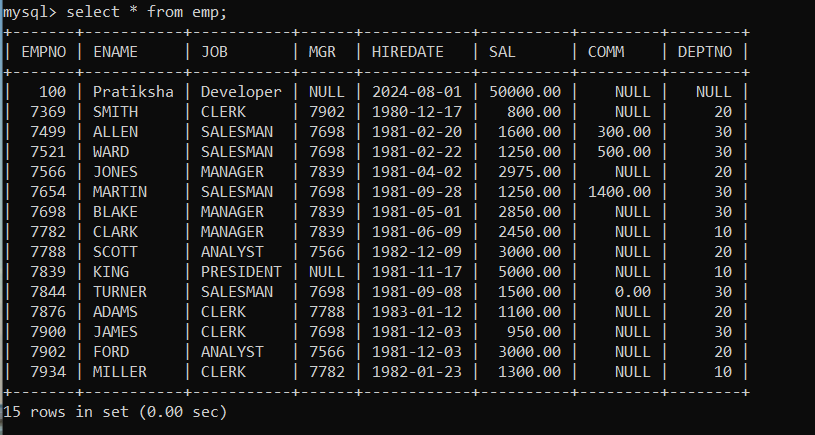 mysql> select * from emp;
+-------+-----------+-----------+------+------------+----------+---------+--------+
| EMPNO | ENAME     | JOB       | MGR  | HIREDATE   | SAL      | COMM    | DEPTNO |
+-------+-----------+-----------+------+------------+----------+---------+--------+
|   100 | Pratiksha | Developer | NULL | 2024-08-01 | 50000.00 |    NULL |   NULL |
|  7369 | SMITH     | CLERK     | 7902 | 1980-12-17 |   800.00 |    NULL |     20 |
|  7499 | ALLEN     | SALESMAN  | 7698 | 1981-02-20 |  1600.00 |  300.00 |     30 |
|  7521 | WARD      | SALESMAN  | 7698 | 1981-02-22 |  1250.00 |  500.00 |     30 |
|  7566 | JONES     | MANAGER   | 7839 | 1981-04-02 |  2975.00 |    NULL |     20 |
|  7654 | MARTIN    | SALESMAN  | 7698 | 1981-09-28 |  1250.00 | 1400.00 |     30 |
|  7698 | BLAKE     | MANAGER   | 7839 | 1981-05-01 |  2850.00 |    NULL |     30 |
|  7782 | CLARK     | MANAGER   | 7839 | 1981-06-09 |  2450.00 |    NULL |     10 |
|  7788 | SCOTT     | ANALYST   | 7566 | 1982-12-09 |  3000.00 |    NULL |     20 |
|  7839 | KING      | PRESIDENT | NULL | 1981-11-17 |  5000.00 |    NULL |     10 |
|  7844 | TURNER    | SALESMAN  | 7698 | 1981-09-08 |  1500.00 |    0.00 |     30 |
|  7876 | ADAMS     | CLERK     | 7788 | 1983-01-12 |  1100.00 |    NULL |     20 |
|  7900 | JAMES     | CLERK     | 7698 | 1981-12-03 |   950.00 |    NULL |     30 |
|  7902 | FORD      | ANALYST   | 7566 | 1981-12-03 |  3000.00 |    NULL |     20 |
|  7934 | MILLER    | CLERK     | 7782 | 1982-01-23 |  1300.00 |    NULL |     10 |
+-------+-----------+-----------+------+------------+----------+---------+--------+
15 rows in set (0.00 sec)